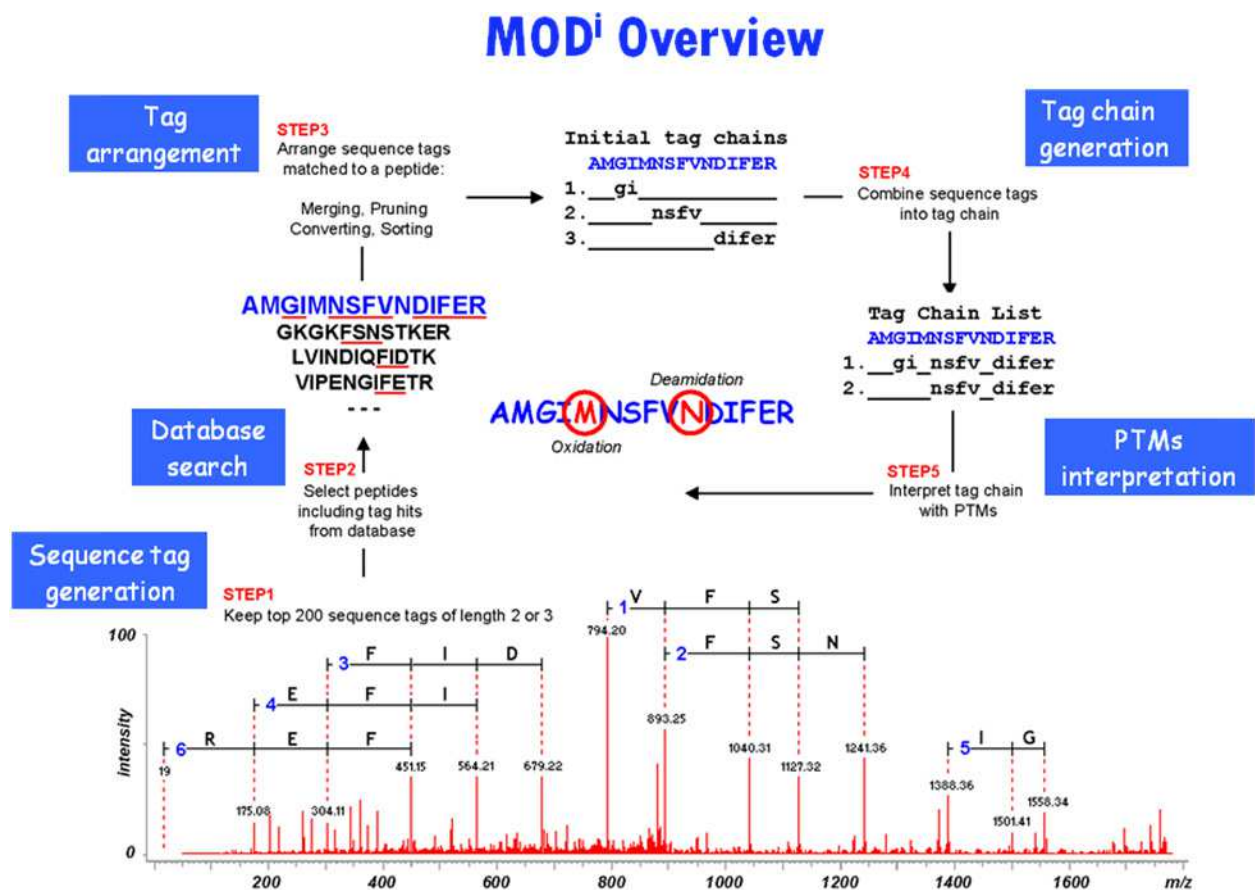 MODⁱ Overview
Tag
arrangement
STEP3
Arrange sequence tags
matched to a peptide:
Merging, Pruning
Converting, Sorting
Initial tag chains
AMGIMNSFVNDIFER
1.__gi___________
2._____nsfv______
3.__________difer
Tag chain
generation
STEP4
Combine sequence tags
into tag chain
AMGIMNSFVNDIFER
GKGKFSNSTKER
LVINDIQFIDTK
VIPENGIFETR
---
Tag Chain List
AMGIMNSFVNDIFER
1.__gi_nsfv_difer
2._____nsfv_difer
Deamidation
AMGIMNSFVNDIFER
Oxidation
Database
search
STEP2
Select peptides
including tag hits
from database
PTMs
interpretation
STEP5
Interpret tag chain
with PTMs
Sequence tag
generation
STEP1
Keep top 200 sequence tags of length 2 or 3
100
intensity
0
1 V F S
794.20
2 F S N
3 F I D
4 E F I
893.25
6 R E F
5 I G
19
451.15
564.21
679.22
1040.31
1127.32
1241.36
1388.36
1558.34
175.08
304.11
1501.41
200 400 600 800 1000 1200 1400 1600 m/z